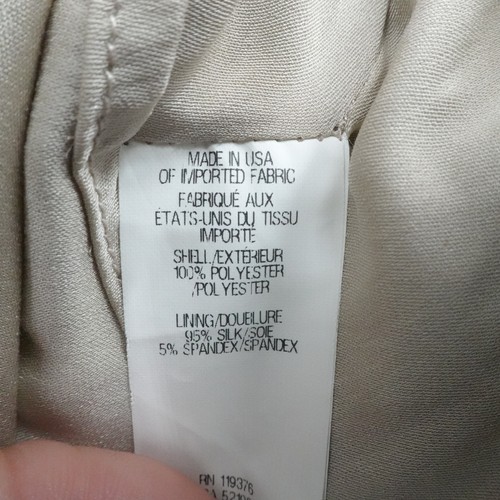 MADE IN USA
OF IMPORTED FABRIC
FABRIQUÉ AUX
ÉTATS-UNIS DU TISSU
IMPORTE
SHELL/EXTÉRIEUR
100% POLYESTER
/POLYESTER
LINING/DOUBLURE
95% SILK/SOIE
5% SPANDEX/SPANDEX
RN 119376